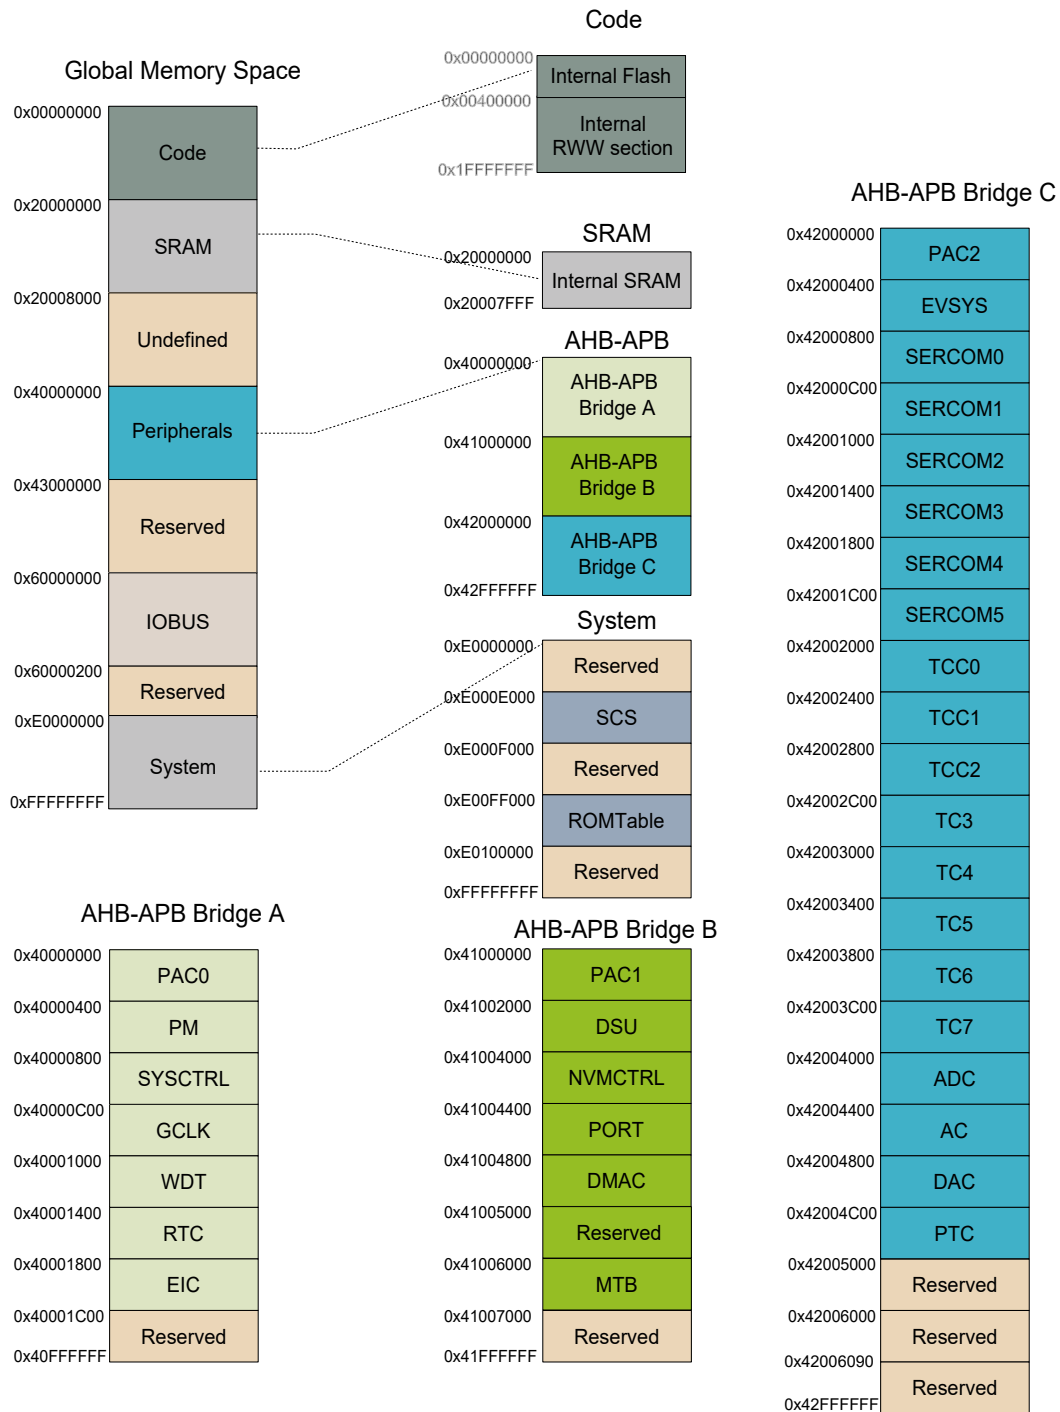 Global Memory Space
0x00000000
Code
0x20000000
SRAM
0x20008000
Undefined
0x40000000
Peripherals
0x43000000
Reserved
0x60000000
IOBUS
0x60000200
Reserved
0xE0000000
System
0xFFFFFFFF
Code
0x00000000
Internal Flash
0x00400000
Internal
RWW section
0x1FFFFFFF
SRAM
0x20000000
Internal SRAM
0x20007FFF
AHB-APB
0x40000000
AHB-APB
Bridge A
0x41000000
AHB-APB
Bridge B
0x42000000
AHB-APB
Bridge C
0x42FFFFFF
System
0xE0000000
Reserved
0xE000E000
SCS
0xE000F000
Reserved
0xE00FF000
ROMTable
0xE0100000
Reserved
0xFFFFFFFF
AHB-APB Bridge A
0x40000000
PAC0
0x40000400
PM
0x40000800
SYSCTRL
0x40000C00
GCLK
0x40001000
WDT
0x40001400
RTC
0x40001800
EIC
0x40001C00
Reserved
0x40FFFFFF
AHB-APB Bridge B
0x41000000
PAC1
0x41002000
DSU
0x41004000
NVMCTRL
0x41004400
PORT
0x41004800
DMAC
0x41005000
Reserved
0x41006000
MTB
0x41007000
Reserved
0x41FFFFFF
AHB-APB Bridge C
0x42000000
PAC2
0x42000400
EVSYS
0x42000800
SERCOM0
0x42000C00
SERCOM1
0x42001000
SERCOM2
0x42001400
SERCOM3
0x42001800
SERCOM4
0x42001C00
SERCOM5
0x42002000
TCC0
0x42002400
TCC1
0x42002800
TCC2
0x42002C00
TC3
0x42003000
TC4
0x42003400
TC5
0x42003800
TC6
0x42003C00
TC7
0x42004000
ADC
0x42004400
AC
0x42004800
DAC
0x42004C00
PTC
0x42005000
Reserved
0x42006000
Reserved
0x42006090
Reserved
0x42FFFFFF